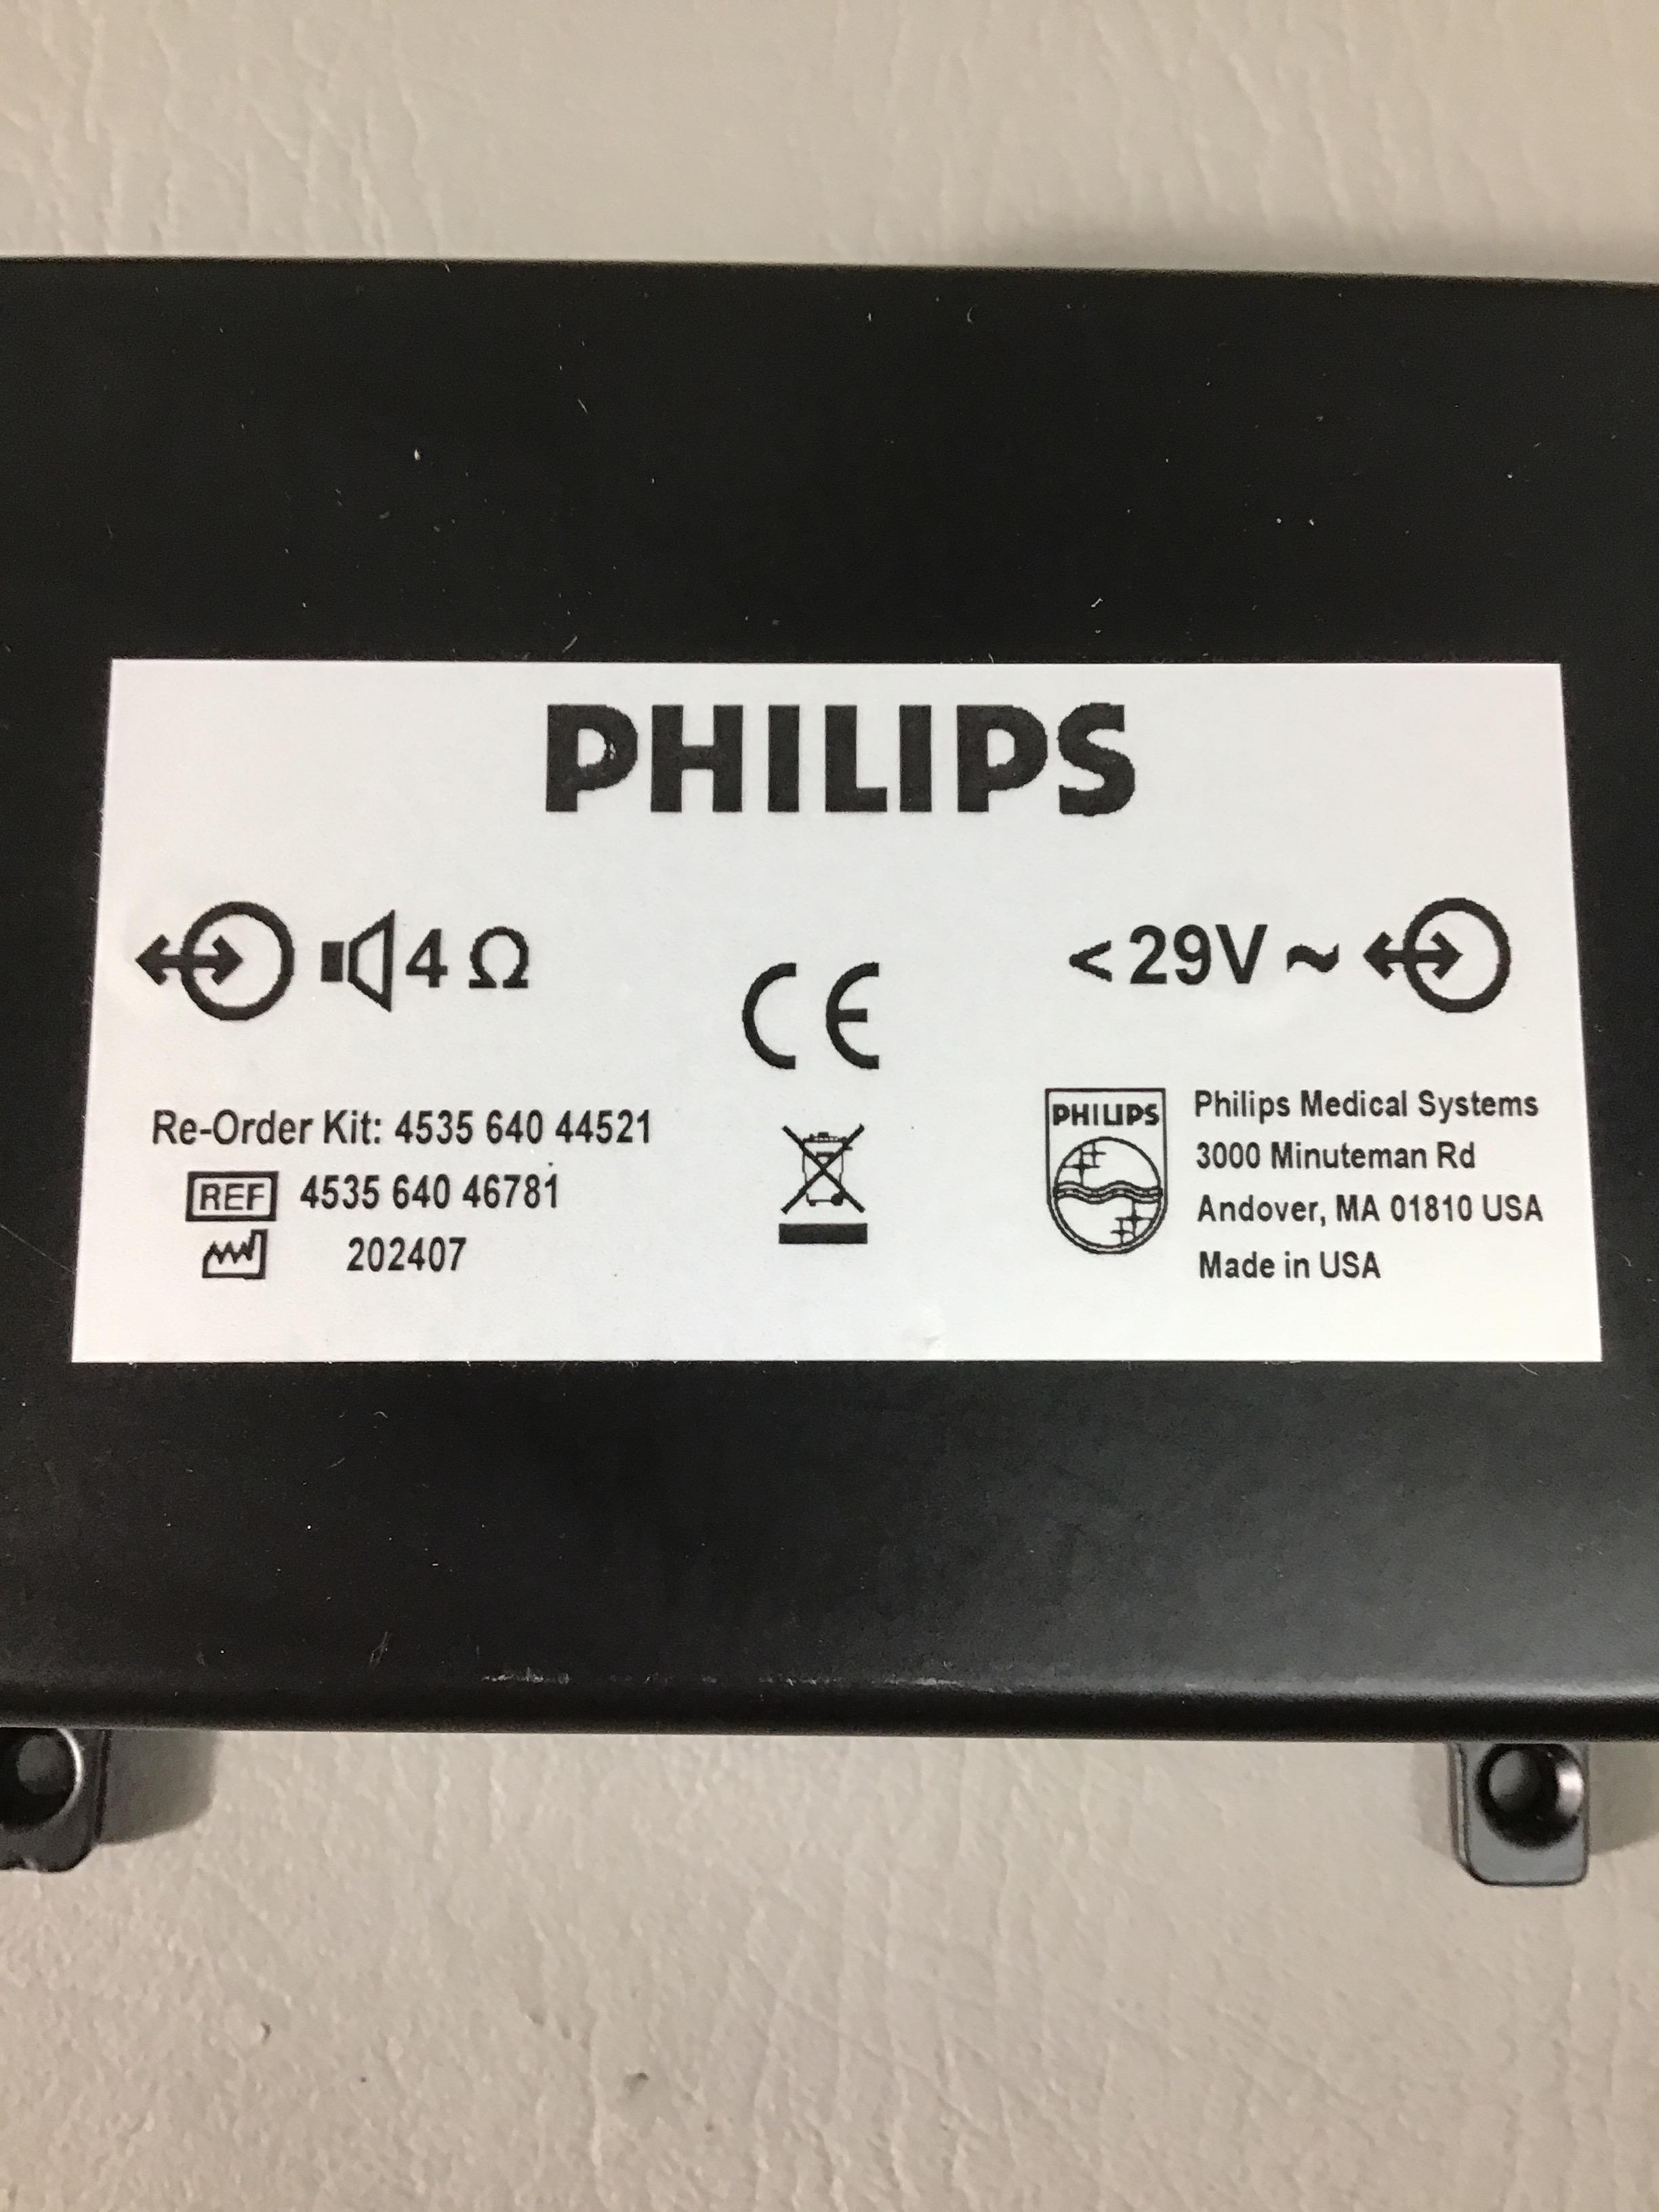 PHILIPS
4 Ω
<29V ~
CE
Re-Order Kit: 4535 640 44521
REF 4535 640 46781
202407
PHILIPS
Philips Medical Systems
3000 Minuteman Rd
Andover, MA 01810 USA
Made in USA